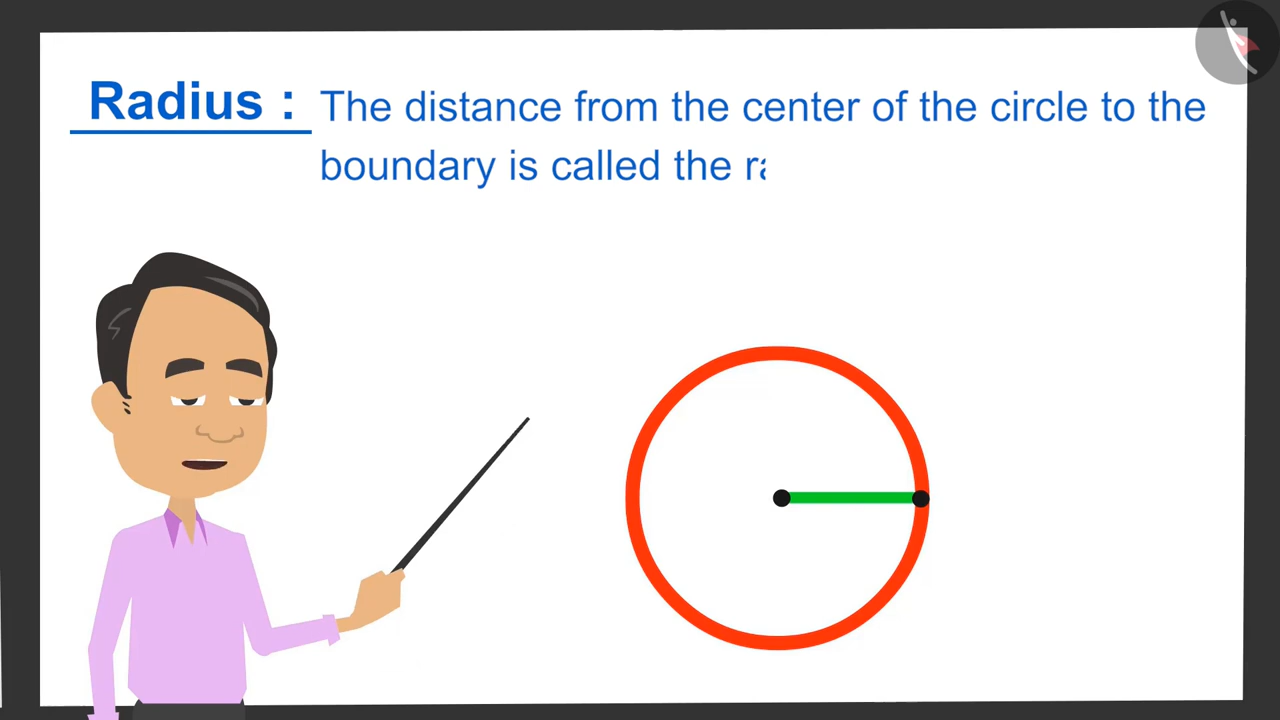 Radius : The distance from the center of the circle to the
boundary is called the